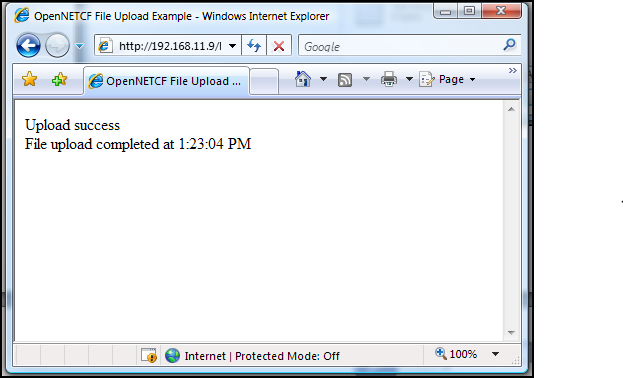 OpenNETCF File Upload Example - Windows Internet Explorer
http://192.168.11.9/
Google
OpenNETCF File Upload ...
Page
Upload success
File upload completed at 1:23:04 PM
Internet | Protected Mode: Off
100%